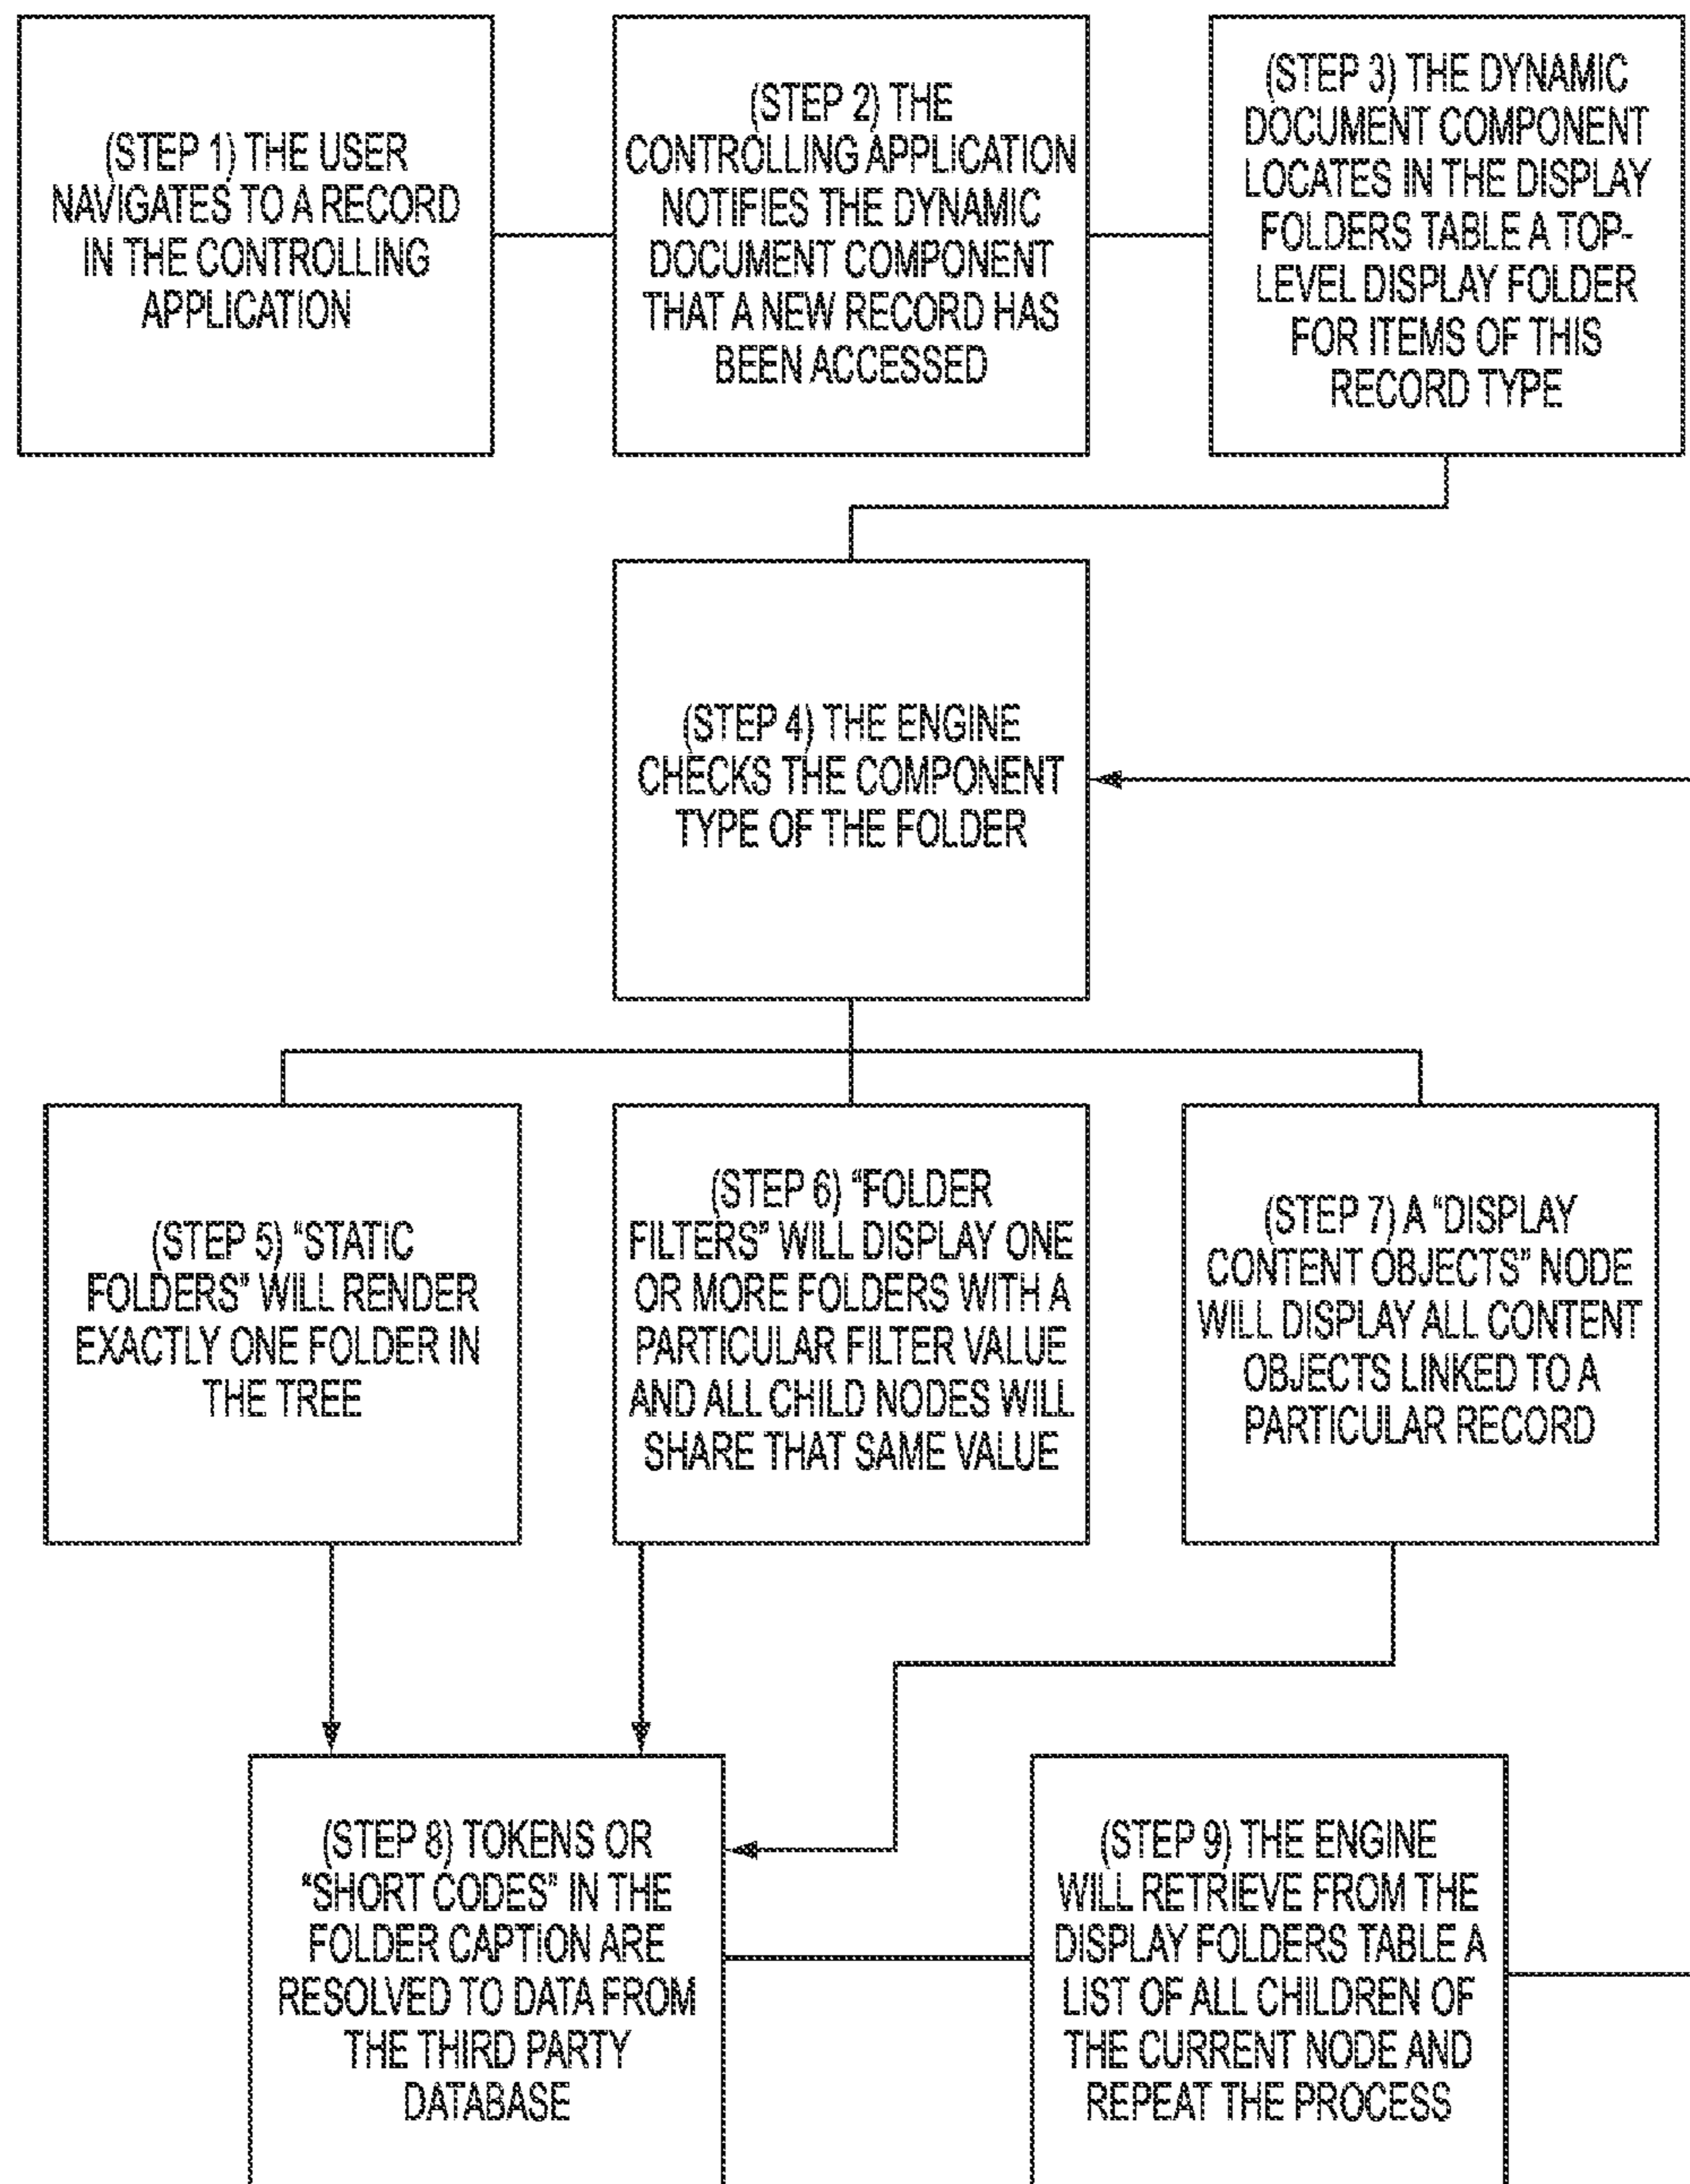 (STEP 1) THE USER
NAVIGATES TO A RECORD
IN THE CONTROLLING
APPLICATION
(STEP 2) THE
CONTROLLING APPLICATION
NOTIFIES THE DYNAMIC
DOCUMENT COMPONENT
THAT A NEW RECORD HAS
BEEN ACCESSED
(STEP 3) THE DYNAMIC
DOCUMENT COMPONENT
LOCATES IN THE DISPLAY
FOLDERS TABLE A TOP-
LEVEL DISPLAY FOLDER
FOR ITEMS OF THIS
RECORD TYPE
(STEP 4) THE ENGINE
CHECKS THE COMPONENT
TYPE OF THE FOLDER
(STEP 5) "STATIC
FOLDERS" WILL RENDER
EXACTLY ONE FOLDER IN
THE TREE
(STEP 6) "FOLDER
FILTERS" WILL DISPLAY ONE
OR MORE FOLDERS WITH A
PARTICULAR FILTER VALUE
AND ALL CHILD NODES WILL
SHARE THAT SAME VALUE
(STEP 7) A "DISPLAY
CONTENT OBJECTS" NODE
WILL DISPLAY ALL CONTENT
OBJECTS LINKED TO A
PARTICULAR RECORD
(STEP 8) TOKENS OR
"SHORT CODES" IN THE
FOLDER CAPTION ARE
RESOLVED TO DATA FROM
THE THIRD PARTY
DATABASE
(STEP 9) THE ENGINE
WILL RETRIEVE FROM THE
DISPLAY FOLDERS TABLE A
LIST OF ALL CHILDREN OF
THE CURRENT NODE AND
REPEAT THE PROCESS